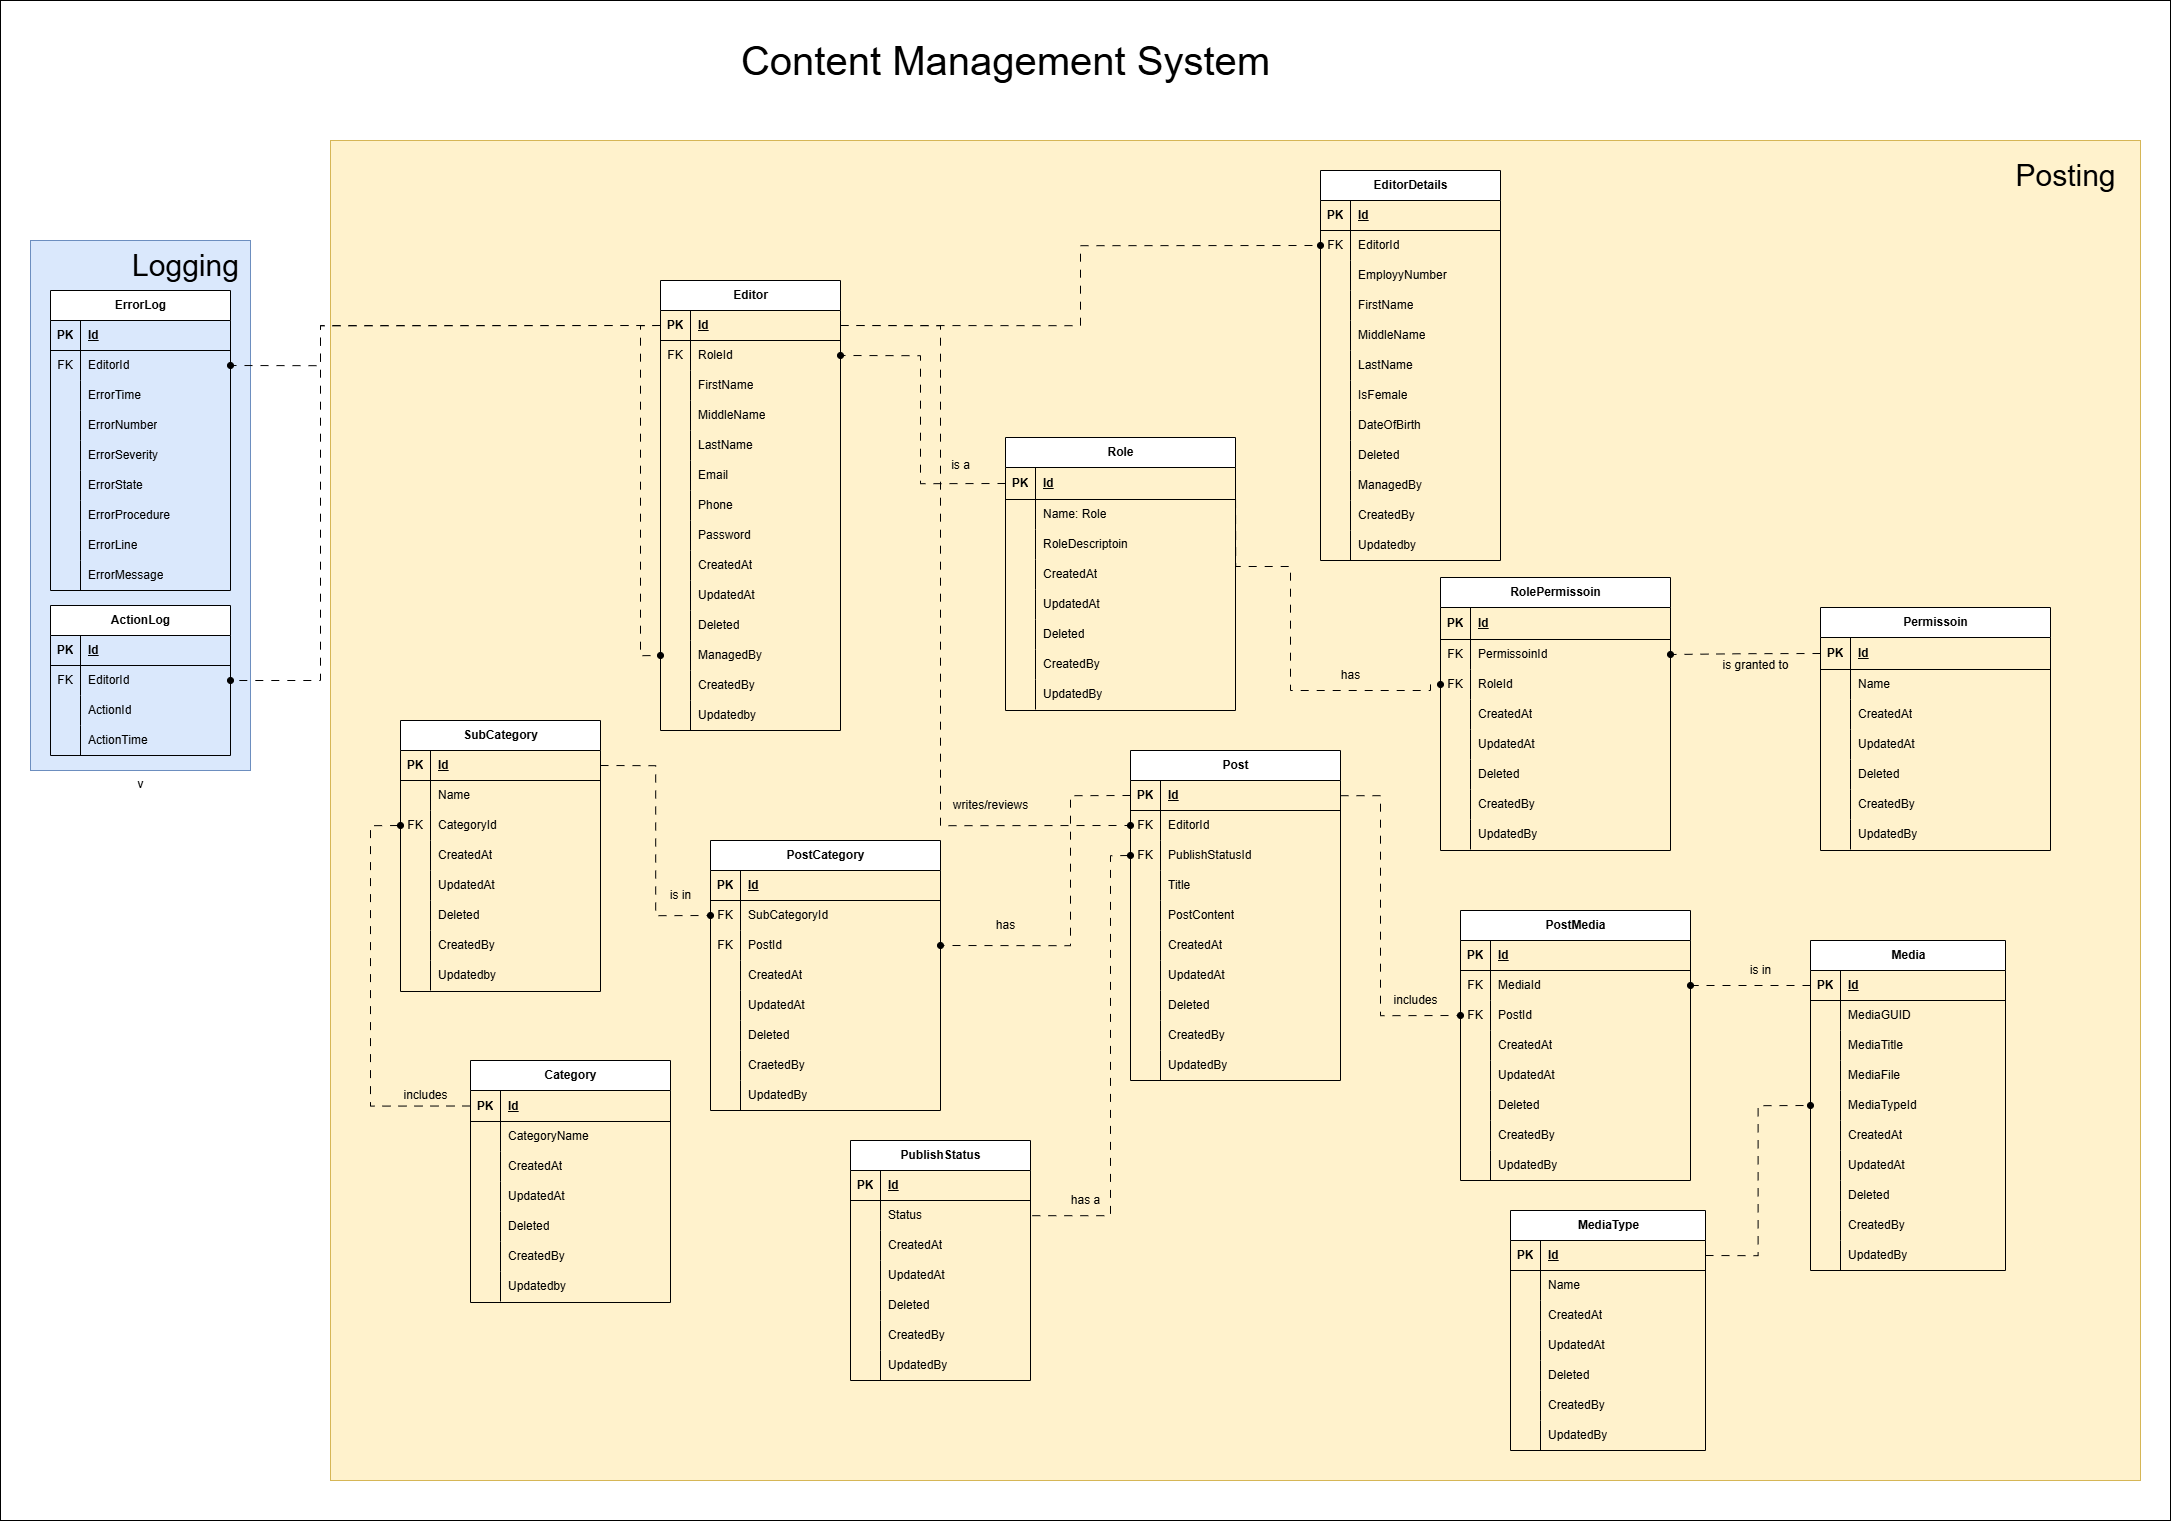 Content Management System
Posting
Logging
ErrorLog
PK Id
FK EditorId
ErrorTime
ErrorNumber
ErrorSeverity
ErrorState
ErrorProcedure
ErrorLine
ErrorMessage
ActionLog
PK Id
FK EditorId
ActionId
ActionTime
v
Editor
PK Id
FK RoleId
FirstName
MiddleName
LastName
Email
Phone
Password
CreatedAt
UpdatedAt
Deleted
ManagedBy
CreatedBy
Updatedby
EditorDetails
PK Id
FK EditorId
EmployyNumber
FirstName
MiddleName
LastName
IsFemale
DateOfBirth
Deleted
ManagedBy
CreatedBy
Updatedby
is a
Role
PK Id
Name: Role
RoleDescriptoin
CreatedAt
UpdatedAt
Deleted
CreatedBy
UpdatedBy
has
RolePermissoin
PK Id
FK PermissoinId
FK RoleId
CreatedAt
UpdatedAt
Deleted
CreatedBy
UpdatedBy
is granted to
Permissoin
PK Id
Name
CreatedAt
UpdatedAt
Deleted
CreatedBy
UpdatedBy
SubCategory
PK Id
Name
FK CategoryId
CreatedAt
UpdatedAt
Deleted
CreatedBy
Updatedby
is in
PostCategory
PK Id
FK SubCategoryId
FK PostId
CreatedAt
UpdatedAt
Deleted
CraetedBy
UpdatedBy
has
writes/reviews
Post
PK Id
FK EditorId
FK PublishStatusId
Title
PostContent
CreatedAt
UpdatedAt
Deleted
CreatedBy
UpdatedBy
includes
PostMedia
PK Id
FK MediaId
FK PostId
CreatedAt
UpdatedAt
Deleted
CreatedBy
UpdatedBy
is in
Media
PK Id
MediaGUID
MediaTitle
MediaFile
MediaTypeId
CreatedAt
UpdatedAt
Deleted
CreatedBy
UpdatedBy
includes
Category
PK Id
CategoryName
CreatedAt
UpdatedAt
Deleted
CreatedBy
Updatedby
PublishStatus
PK Id
Status
CreatedAt
UpdatedAt
Deleted
CreatedBy
UpdatedBy
has a
MediaType
PK Id
Name
CreatedAt
UpdatedAt
Deleted
CreatedBy
UpdatedBy